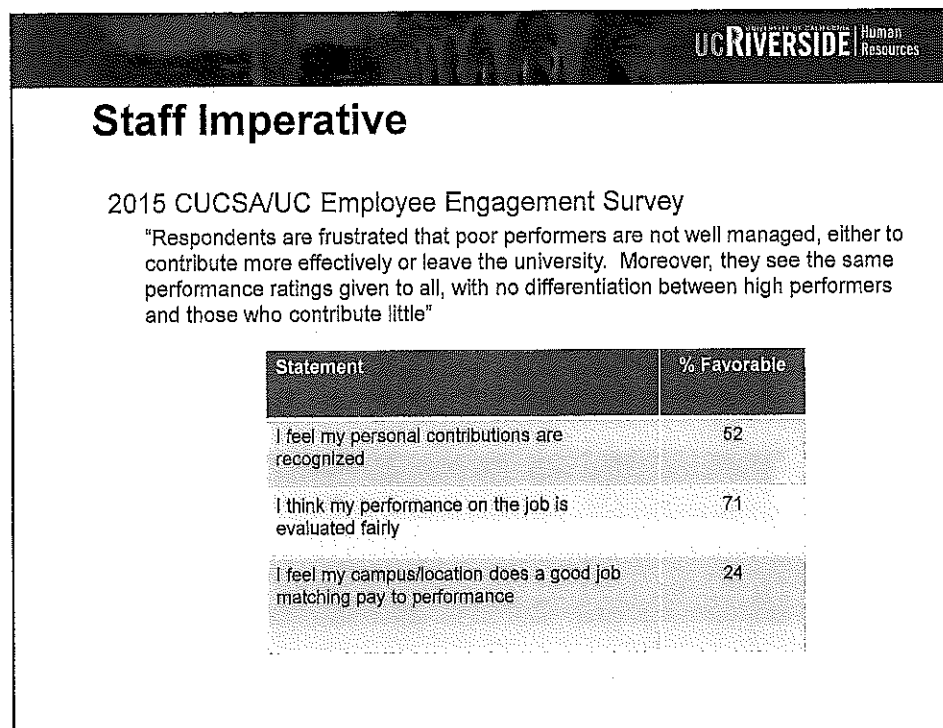 UNIVERSITY OF CALIFORNIA
UCRIVERSIDE
Human
Resources
Staff Imperative
2015 CUCSA/UC Employee Engagement Survey
"Respondents are frustrated that poor performers are not well managed, either to
contribute more effectively or leave the university. Moreover, they see the same
performance ratings given to all, with no differentiation between high performers
and those who contribute little"
Statement % Favorable
I feel my personal contributions are 52
recognized
I think my performance on the job is 71
evaluated fairly
I feel my campus/location does a good job 24
matching pay to performance